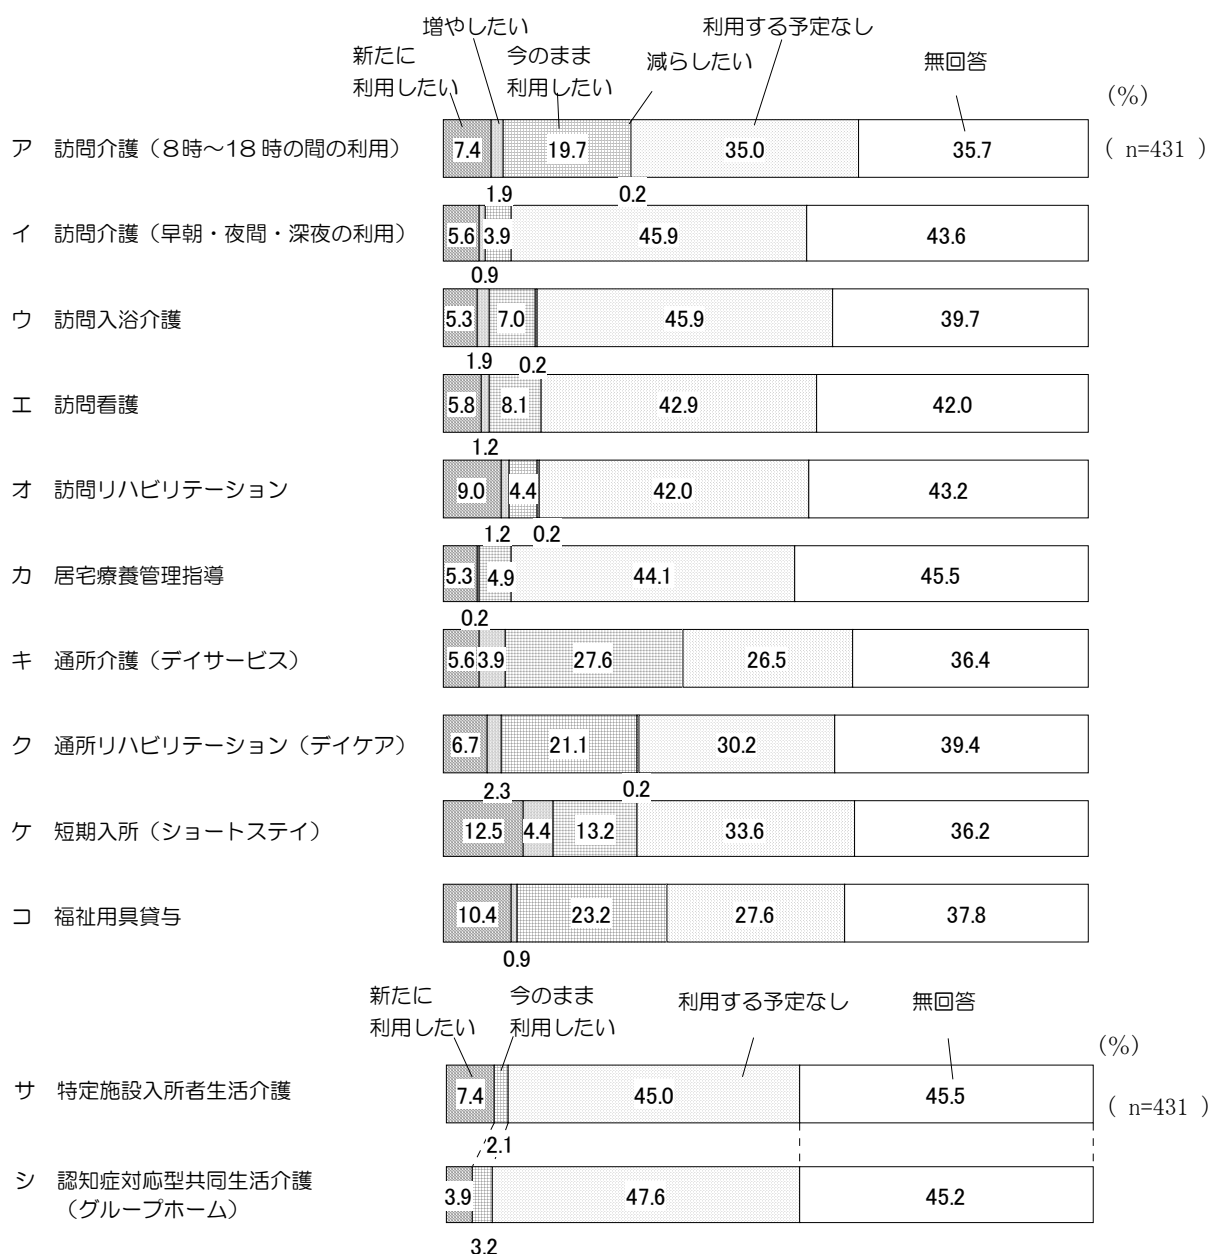 増やしたい
利用する予定なし
新たに
利用したい
今のまま
利用したい
減らしたい
無回答
(%)
ア 訪問介護（８時～18 時の間の利用）
7.4 19.7 35.0 35.7
( n=431 )
1.9 0.2
イ 訪問介護（早朝・夜間・深夜の利用）
5.6 3.9 45.9 43.6
0.9
ウ 訪問入浴介護
5.3 7.0 45.9 39.7
1.9 0.2
エ 訪問看護
5.8 8.1 42.9 42.0
1.2
オ 訪問リハビリテーション
9.0 4.4 42.0 43.2
1.2 0.2
カ 居宅療養管理指導
5.3 4.9 44.1 45.5
0.2
キ 通所介護（デイサービス）
5.6 3.9 27.6 26.5 36.4
ク 通所リハビリテーション（デイケア）
6.7 21.1 30.2 39.4
2.3 0.2
ケ 短期入所（ショートステイ）
12.5 4.4 13.2 33.6 36.2
コ 福祉用具貸与
10.4 23.2 27.6 37.8
0.9
新たに
利用したい
今のまま
利用したい
利用する予定なし
無回答
(%)
サ 特定施設入所者生活介護
7.4 45.0 45.5
( n=431 )
2.1
シ 認知症対応型共同生活介護
（グループホーム）
3.9 47.6 45.2
3.2